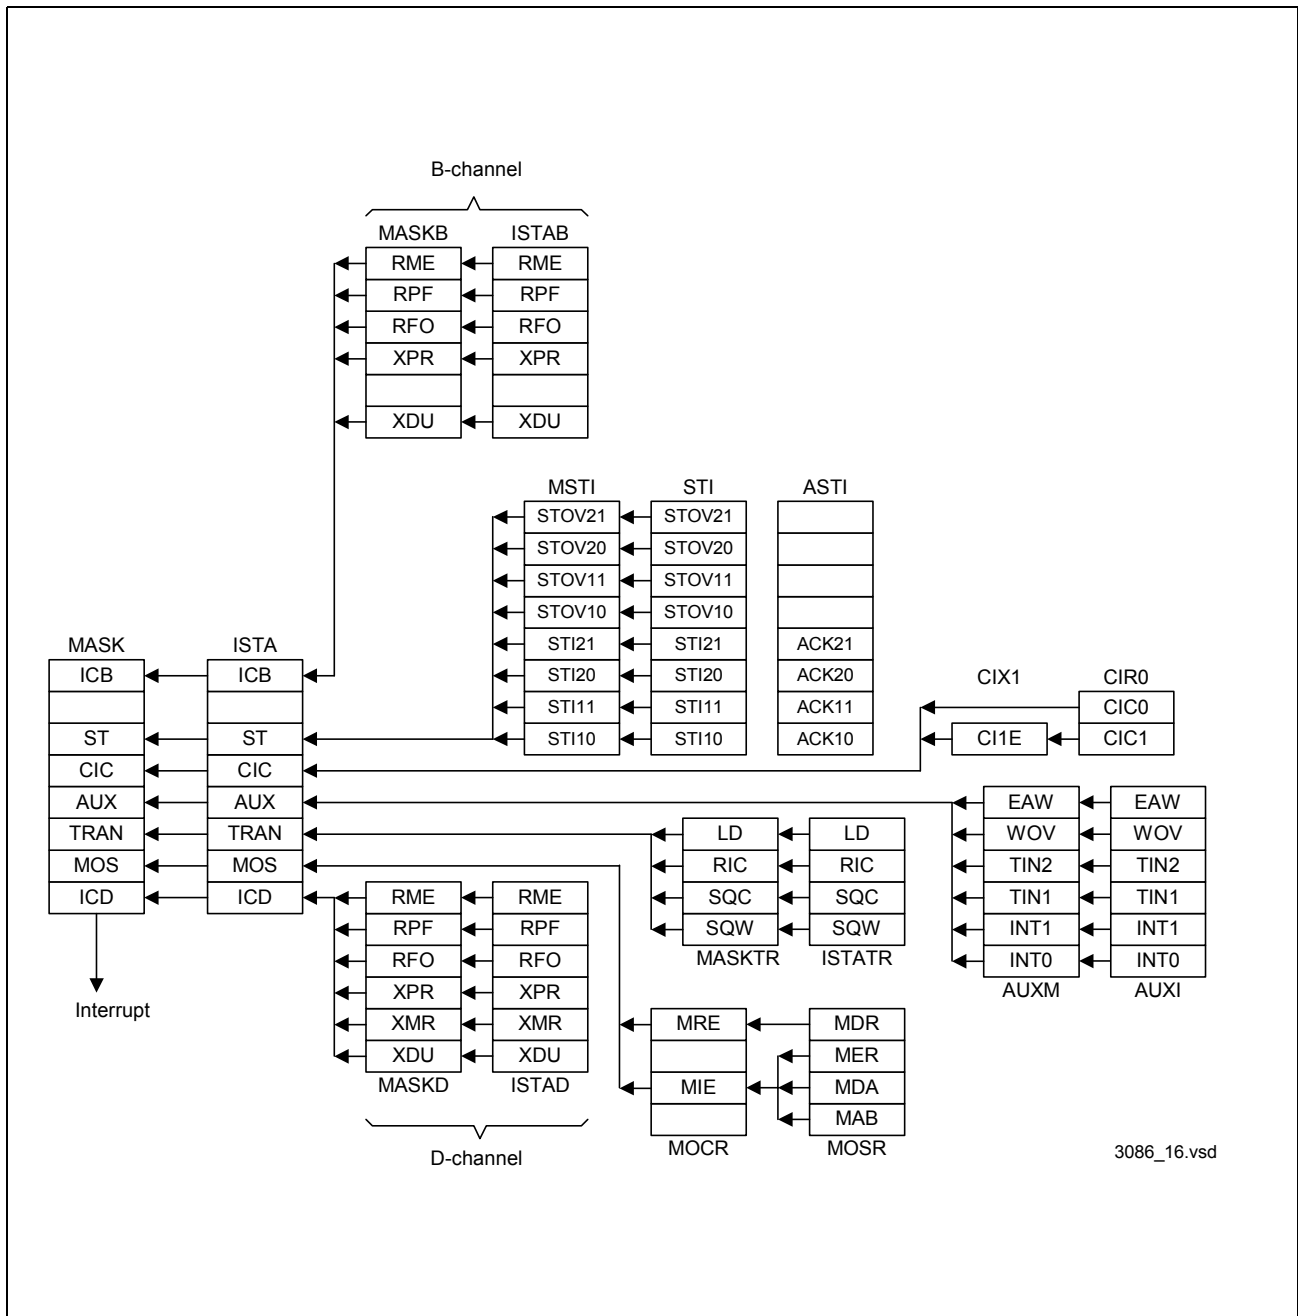 B-channel
MASKB ISTAB
RME RME
RPF RPF
RFO RFO
XPR XPR
XDU XDU
MSTI STI ASTI
STOV21 STOV21
STOV20 STOV20
STOV11 STOV11
STOV10 STOV10
MASK ISTA STI21 STI21 ACK21
ICB ICB STI20 STI20 ACK20 CIX1 CIR0
STI11 STI11 ACK11 CIC0
ST ST STI10 STI10 ACK10 CI1E CIC1
CIC CIC
AUX AUX EAW EAW
TRAN TRAN LD LD WOV WOV
MOS MOS RIC RIC TIN2 TIN2
ICD ICD RME RME SQC SQC TIN1 TIN1
RPF RPF SQW SQW INT1 INT1
RFO RFO MASKTR ISTATR INT0 INT0
XPR XPR AUXM AUXI
Interrupt
XMR XMR MRE MDR
XDU XDU MER
MASKD ISTAD MIE MDA
MAB
D-channel MOCR MOSR
3086_16.vsd